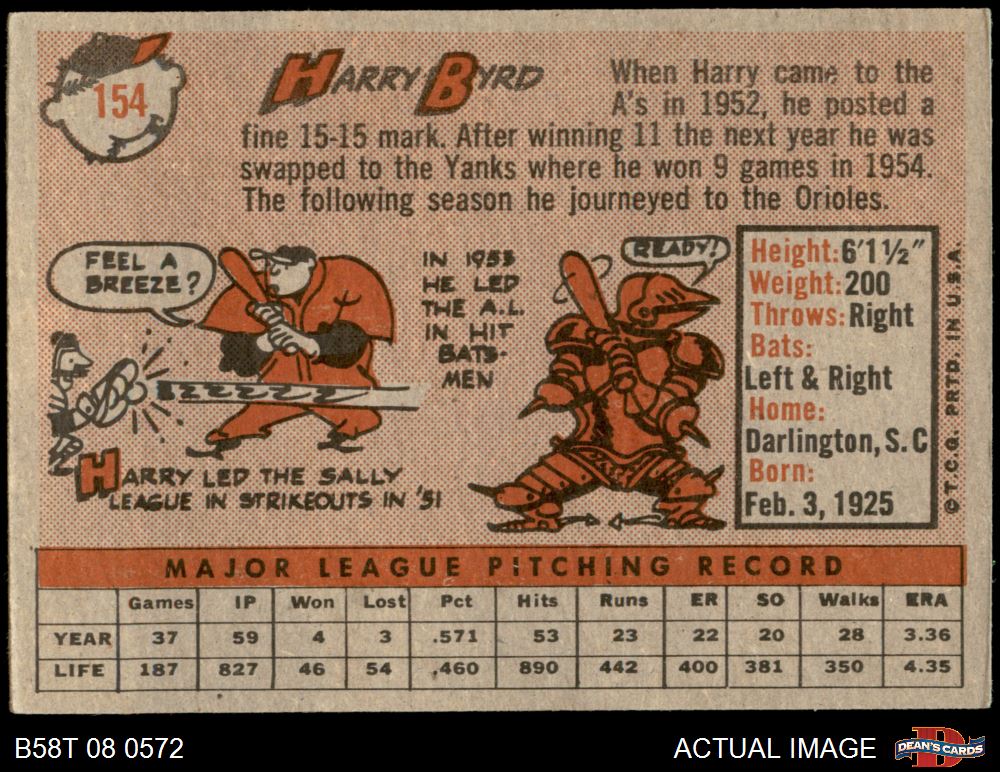 154
HARRY BYRD
When Harry came to the
A's in 1952, he posted a
fine 15-15 mark. After winning 11 the next year he was
swapped to the Yanks where he won 9 games in 1954.
The following season he journeyed to the Orioles.
FEEL A
BREEZE?
HARRY LED THE SALLY
LEAGUE IN STRIKEOUTS IN '51
IN 1953
HE LED
THE A.L.
IN HIT
BATS-
MEN
READY!
Height: 6'1½"
Weight: 200
Throws: Right
Bats:
Left & Right
Home:
Darlington, S.C
Born:
Feb. 3, 1925
© T.C.G. PRTD. IN U.S.A.
MAJOR LEAGUE PITCHING RECORD
Games IP Won Lost Pct Hits Runs ER SO Walks ERA
YEAR 37 59 4 3 .571 53 23 22 20 28 3.36
LIFE 187 827 46 54 .460 890 442 400 381 350 4.35
B58T 08 0572
ACTUAL IMAGE
D
DEAN'S CARDS